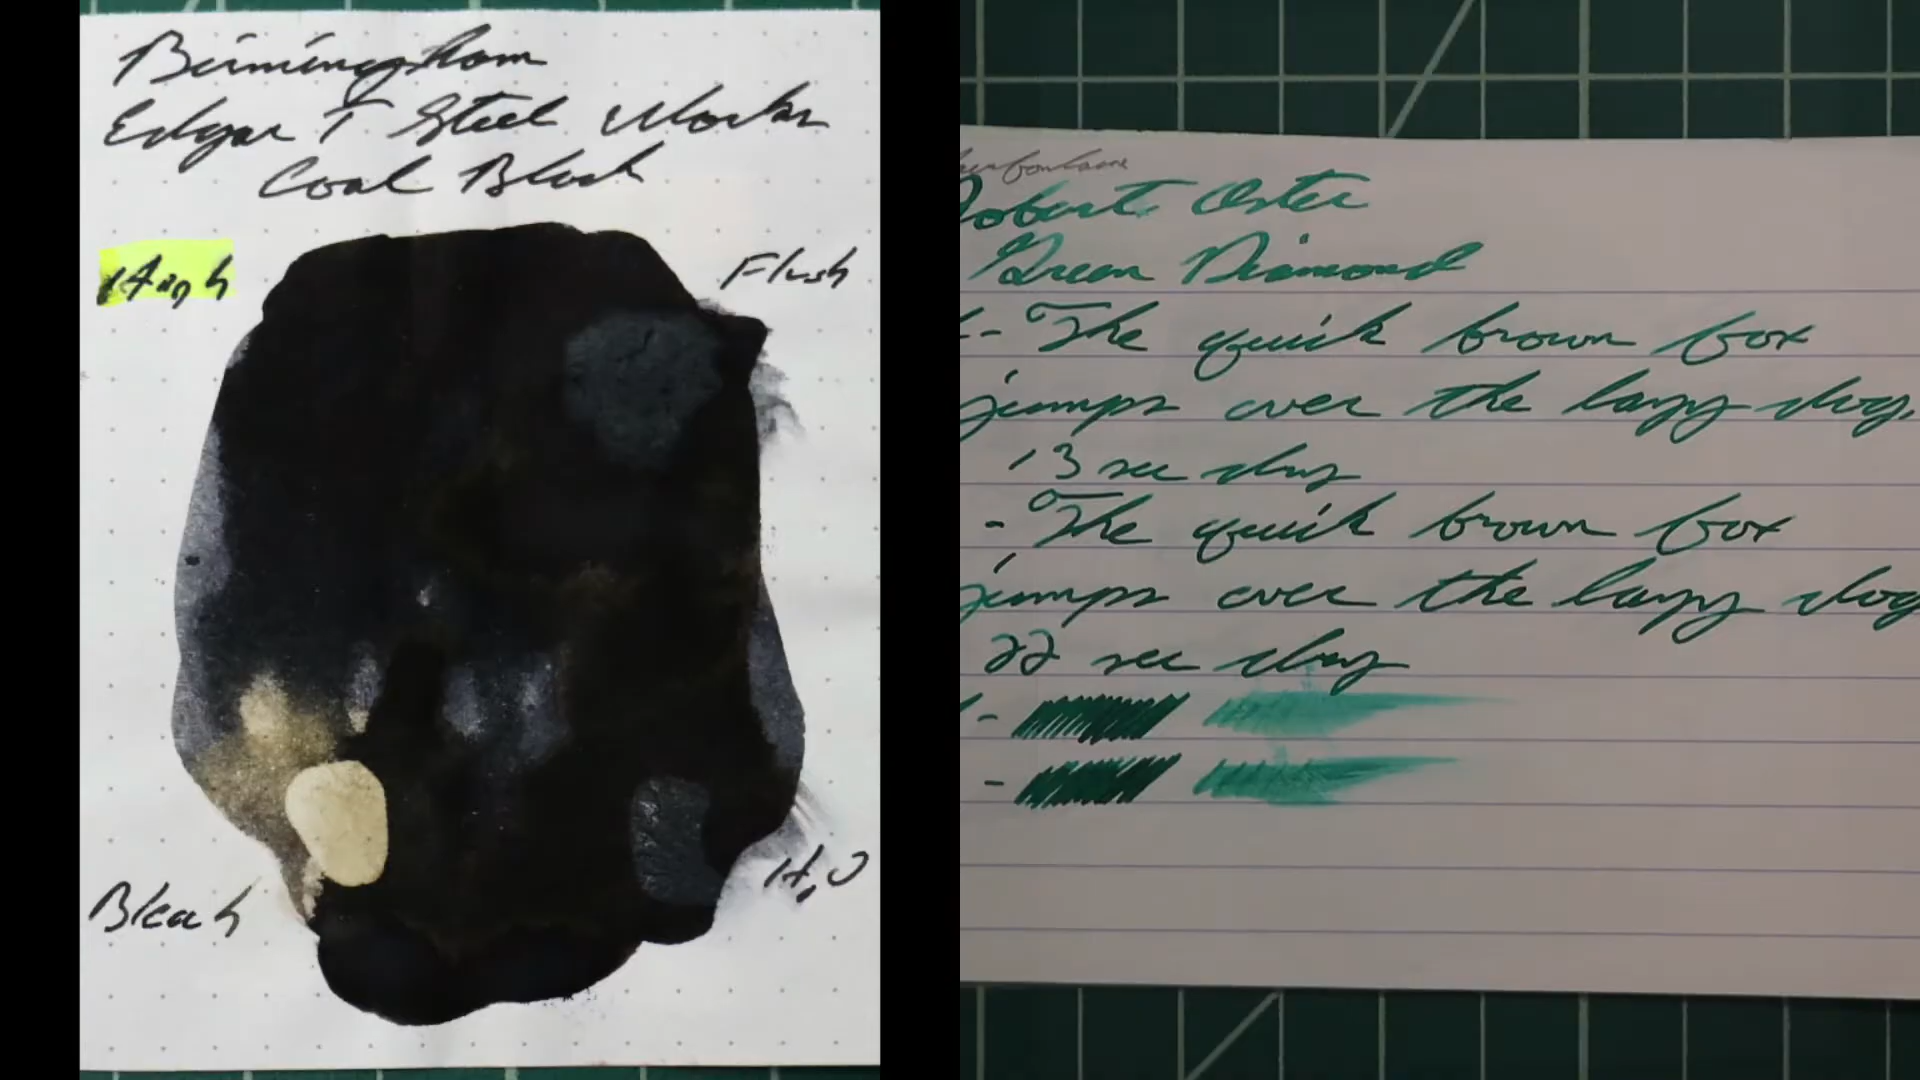 Birmingham
Edgar T Steel Works
Coal Black
High
Flush
Bleach
H2O
Robert Oster
Green Diamond
- The quick brown fox
jumps over the lazy dog.
13 sec dry
- The quick brown fox
jumps over the lazy dog
22 sec dry
-
-